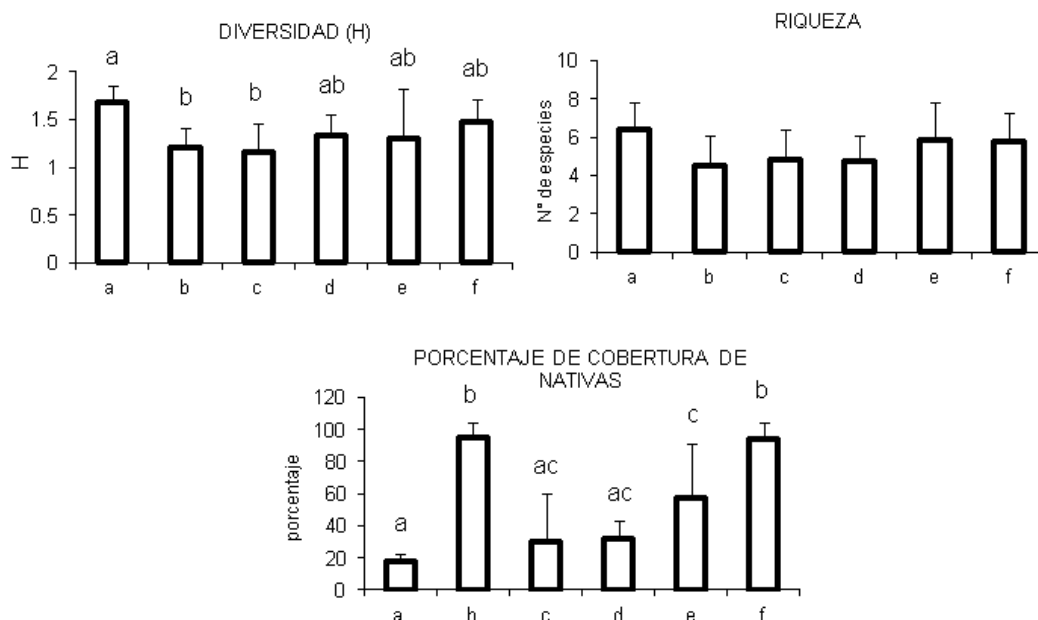 DIVERSIDAD (H)
a
b
b
ab
ab
ab
2
1.5
1
0.5
0
H
a b c d e f
RIQUEZA
10
8
6
4
2
0
N° de especies
a b c d e f
PORCENTAJE DE COBERTURA DE
NATIVAS
a
b
ac
ac
c
b
120
100
80
60
40
20
0
porcentaje
a b c d e f